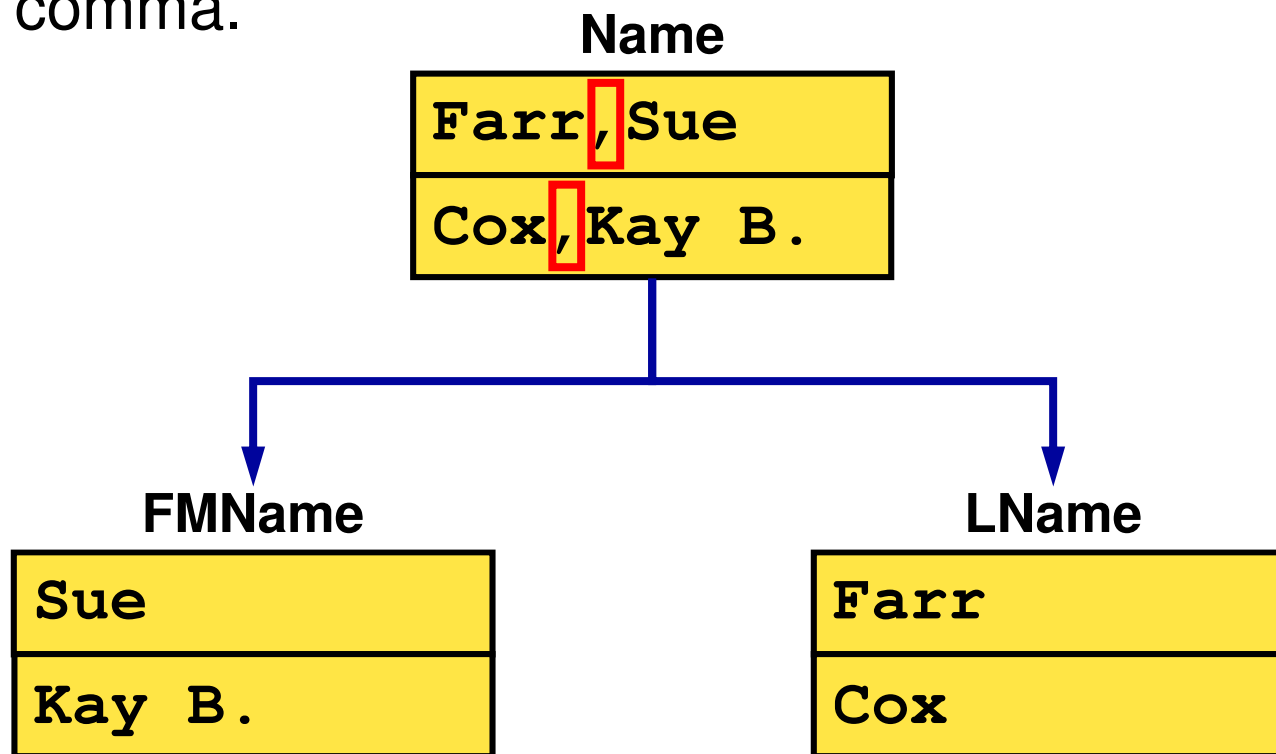 comma.
Name
Farr,Sue
Cox,Kay B.
FMName
LName
Sue
Farr
Kay B.
Cox